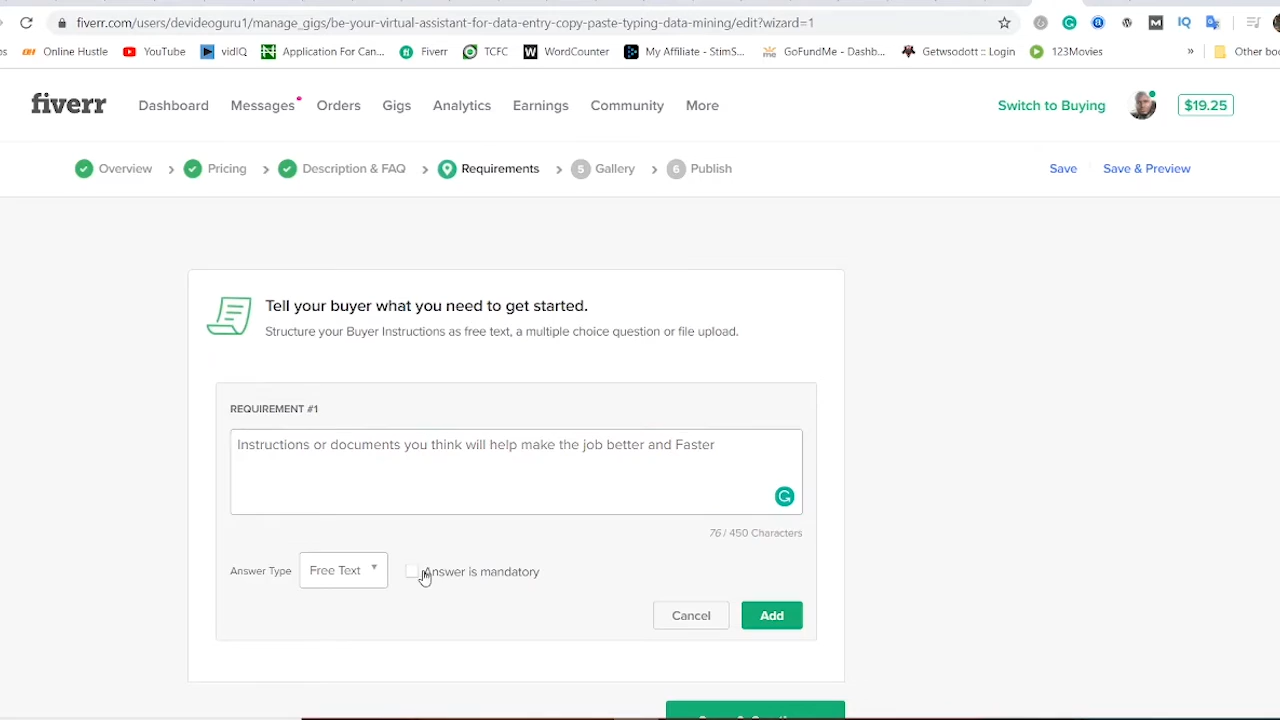 fiverr.com/users/devideoguru1/manage_gigs/be-your-virtual-assistant-for-data-entry-copy-paste-typing-data-mining/edit?wizard=1
Online Hustle YouTube vidIQ Application For Can... Fiverr TCFC WordCounter My Affiliate - StimS... GoFundMe - Dashb... Getwsodott :: Login 123Movies » Other boo
fiverr Dashboard Messages Orders Gigs Analytics Earnings Community More Switch to Buying $19.25
Overview Pricing Description & FAQ Requirements 5 Gallery 6 Publish Save Save & Preview
Tell your buyer what you need to get started.
Structure your Buyer Instructions as free text, a multiple choice question or file upload.
REQUIREMENT #1
Instructions or documents you think will help make the job better and Faster
76 / 450 Characters
Answer Type Free Text Answer is mandatory
Cancel Add